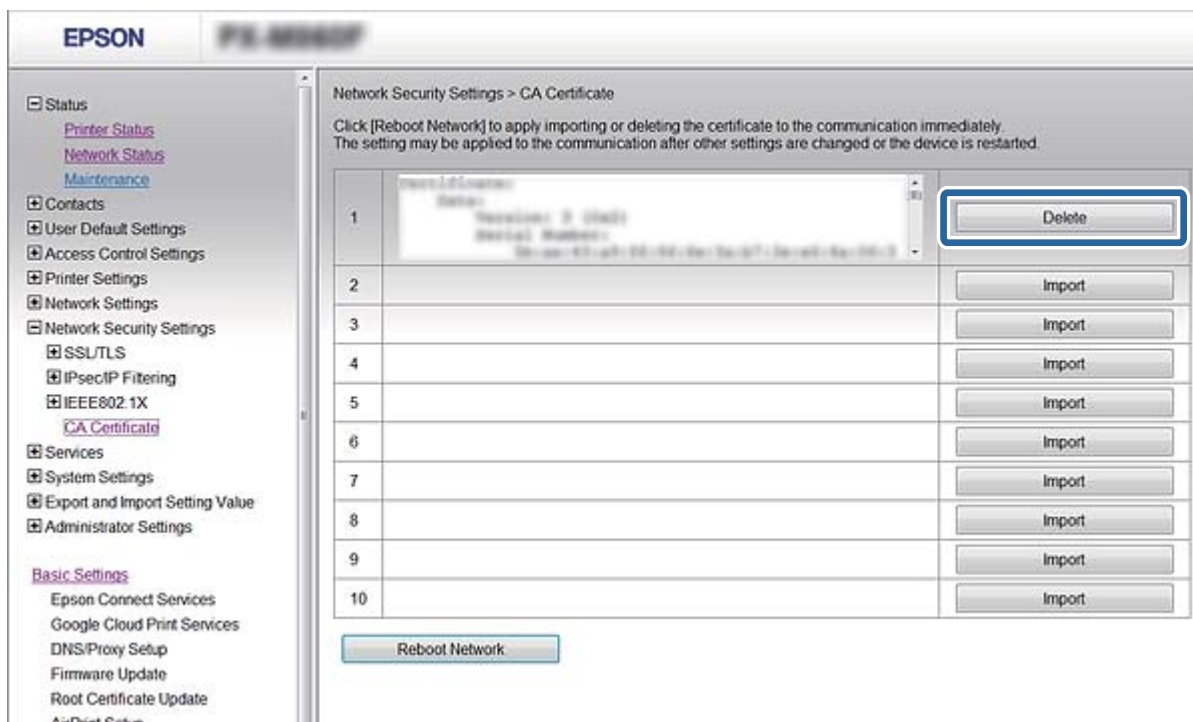 EPSON
Status
Printer Status
Network Status
Maintenance
Contacts
User Default Settings
Access Control Settings
Printer Settings
Network Settings
Network Security Settings
SSL/TLS
IPsec/IP Filtering
IEEE802.1X
CA Certificate
Services
System Settings
Export and Import Setting Value
Administrator Settings
Basic Settings
Epson Connect Services
Google Cloud Print Services
DNS/Proxy Setup
Firmware Update
Root Certificate Update
Network Security Settings > CA Certificate
Click [Reboot Network] to apply importing or deleting the certificate to the communication immediately.
The setting may be applied to the communication after other settings are changed or the device is restarted.
1 Delete
2 Import
3 Import
4 Import
5 Import
6 Import
7 Import
8 Import
9 Import
10 Import
Reboot Network